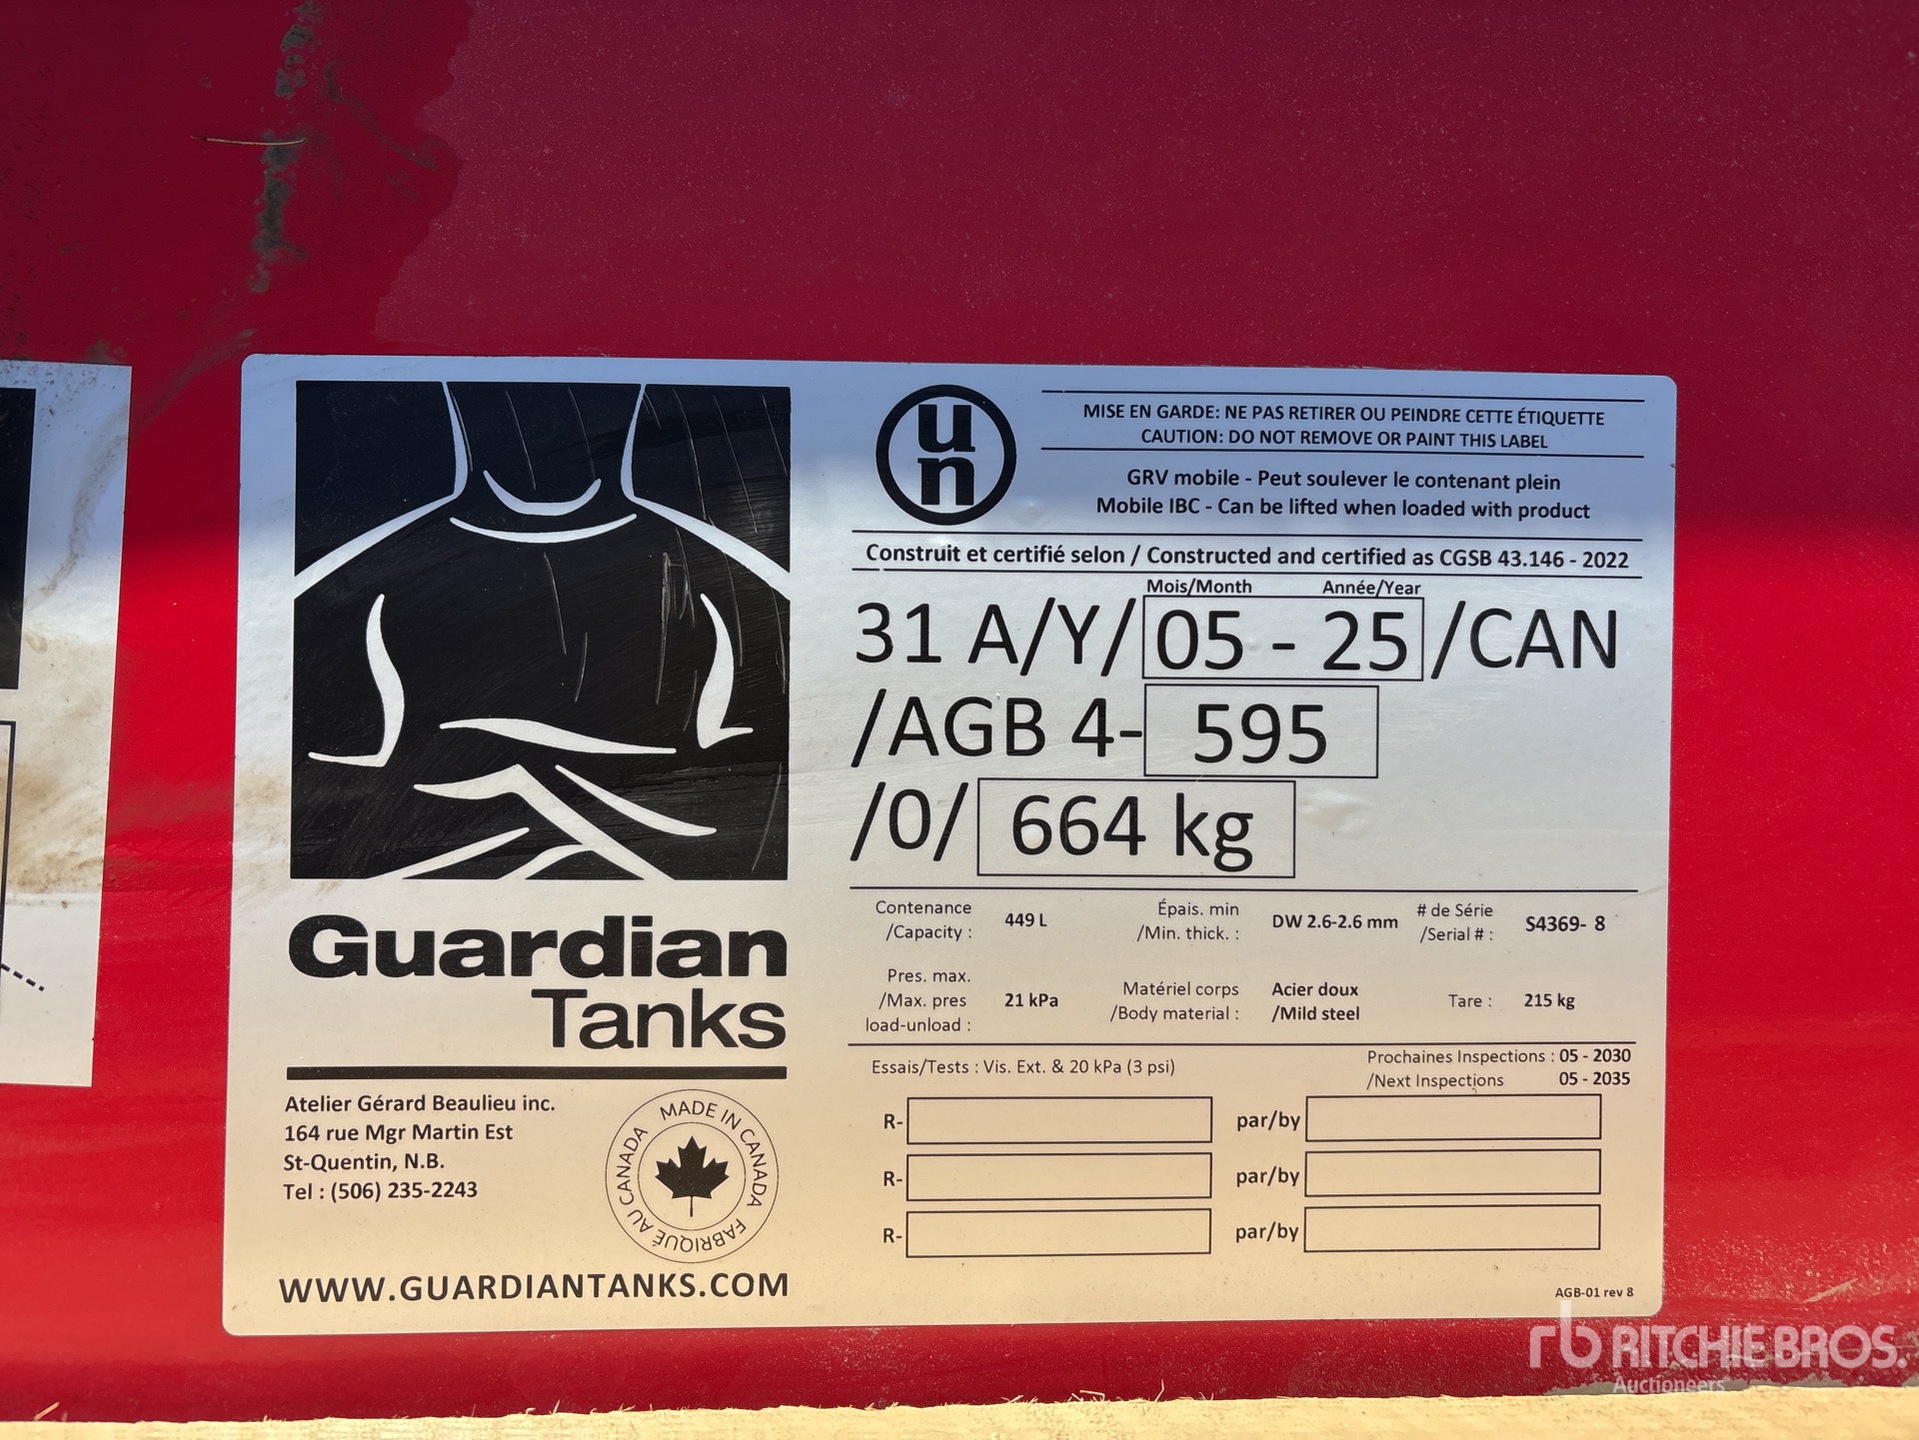 un
MISE EN GARDE: NE PAS RETIRER OU PEINDRE CETTE ÉTIQUETTE
CAUTION: DO NOT REMOVE OR PAINT THIS LABEL
GRV mobile - Peut soulever le contenant plein
Mobile IBC - Can be lifted when loaded with product
Construit et certifié selon / Constructed and certified as CGSB 43.146 - 2022
Mois/Month Année/Year
31 A/Y/ 05 - 25 /CAN
/AGB 4- 595
/0/ 664 kg
Contenance /Capacity : 449 L
Épais. min /Min. thick. : DW 2.6-2.6 mm
# de Série /Serial # : S4369- 8
Pres. max. /Max. pres load-unload : 21 kPa
Matériel corps /Body material : Acier doux /Mild steel
Tare : 215 kg
Essais/Tests : Vis. Ext. & 20 kPa (3 psi)
Prochaines Inspections : 05 - 2030
/Next Inspections 05 - 2035
R- par/by
R- par/by
R- par/by
AGB-01 rev 8
Guardian
Tanks
Atelier Gérard Beaulieu inc.
164 rue Mgr Martin Est
St-Quentin, N.B.
Tel : (506) 235-2243
MADE IN CANADA
FABRIQUÉ AU CANADA
WWW.GUARDIANTANKS.COM
rb RITCHIE BROS.
Auctioneers